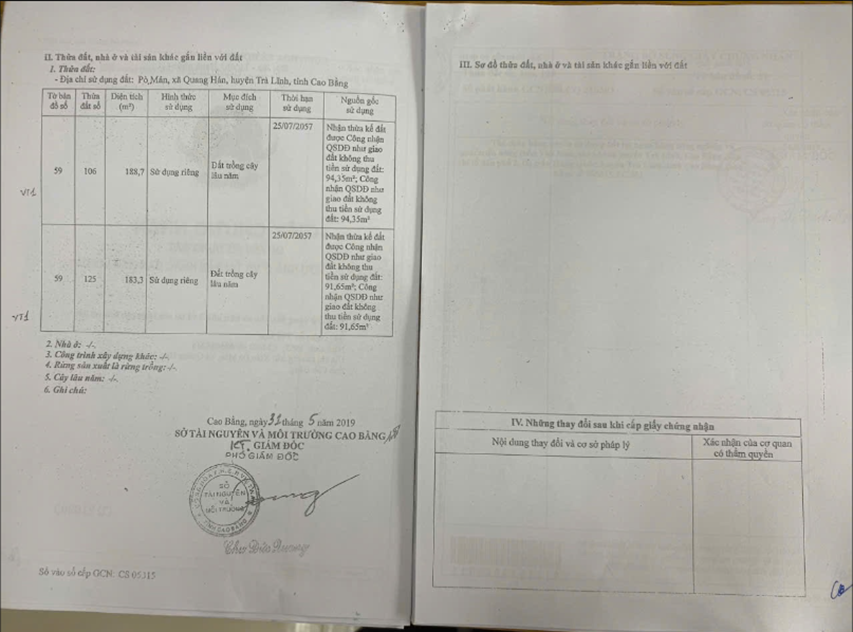 II. Thửa đất, nhà ở và tài sản khác gắn liền với đất
1. Thửa đất:
- Địa chỉ sử dụng đất: Pò Mán, xã Quang Hán, huyện Trà Lĩnh, tỉnh Cao Bằng
Tờ bản đồ số | Thửa đất số | Diện tích (m²) | Hình thức sử dụng | Mục đích sử dụng | Thời hạn sử dụng | Nguồn gốc sử dụng
59 | 106 | 188,7 | Sử dụng riêng | Đất trồng cây lâu năm | 25/07/2057 | Nhận thừa kế đất được Công nhận QSDĐ như giao đất không thu tiền sử dụng đất: 94,35m²; Công nhận QSDĐ như giao đất không thu tiền sử dụng đất: 94,35m²
VT1
59 | 125 | 183,3 | Sử dụng riêng | Đất trồng cây lâu năm | 25/07/2057 | Nhận thừa kế đất được Công nhận QSDĐ như giao đất không thu tiền sử dụng đất: 91,65m²; Công nhận QSDĐ như giao đất không thu tiền sử dụng đất: 91,65m²
VT1
2. Nhà ở: -/-.
3. Công trình xây dựng khác: -/-.
4. Rừng sản xuất là rừng trồng: -/-.
5. Cây lâu năm: -/-.
6. Ghi chú:
Cao Bằng, ngày 31 tháng 5 năm 2019
SỞ TÀI NGUYÊN VÀ MÔI TRƯỜNG CAO BẰNG
KT. GIÁM ĐỐC
PHÓ GIÁM ĐỐC
SỞ
TÀI NGUYÊN
VÀ
MÔI TRƯỜNG
TỈNH CAO BẰNG
Số vào sổ cấp GCN: CS 05315
III. Sơ đồ thửa đất, nhà ở và tài sản khác gắn liền với đất
IV. Những thay đổi sau khi cấp giấy chứng nhận
Nội dung thay đổi và cơ sở pháp lý | Xác nhận của cơ quan có thẩm quyền